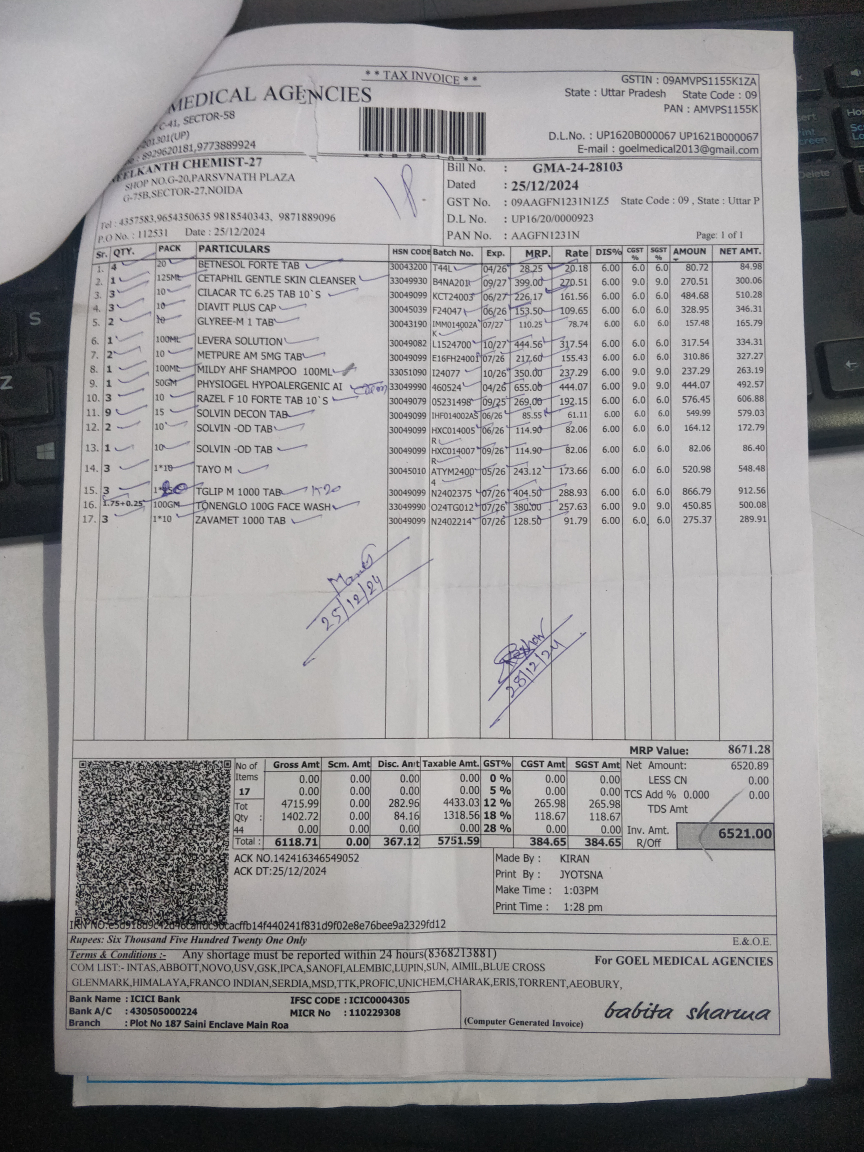 * * TAX INVOICE * *
MEDICAL AGENCIES
C-41, SECTOR-58
201301(UP)
8929620181,9773889924
GSTIN : 09AMVPS1155K1ZA
State : Uttar Pradesh State Code : 09
PAN : AMVPS1155K
D.L.No. : UP1620B000067 UP1621B000067
E-mail : goelmedical2013@gmail.com
ELKANTH CHEMIST-27
SHOP NO.G-20,PARSVNATH PLAZA
G-75B,SECTOR-27,NOIDA
Tel : 4357583,9654350635 9818540343, 9871889096
P.O No. : 112531 Date : 25/12/2024
18.
Bill No. : GMA-24-28103
Dated : 25/12/2024
GST No. : 09AAGFN1231N1Z5 State Code : 09 , State : Uttar P
D.L No. : UP16/20/0000923
PAN No. : AAGFN1231N Page: 1 of 1
Sr. QTY. PACK PARTICULARS HSN CODE Batch No. Exp. MRP. Rate DIS% CGST % SGST % AMOUN NET AMT.
1. 4 20 BETNESOL FORTE TAB 30043200 T44L 04/26 28.25 20.18 6.00 6.0 6.0 80.72 84.98
2. 1 125ML CETAPHIL GENTLE SKIN CLEANSER 33049930 B4NA201 09/27 399.00 270.51 6.00 9.0 9.0 270.51 300.06
3. 3 10 CILACAR TC 6.25 TAB 10`S 30049099 KCT24003 06/27 226.17 161.56 6.00 6.0 6.0 484.68 510.28
4. 3 10 DIAVIT PLUS CAP 30045039 F24047 06/26 153.50 109.65 6.00 6.0 6.0 328.95 346.31
5. 2 10 GLYREE-M 1 TAB 30043190 IMM014002A K 07/27 110.25 78.74 6.00 6.0 6.0 157.48 165.79
6. 1 100ML LEVERA SOLUTION 30049082 L1524700 10/27 444.56 317.54 6.00 6.0 6.0 317.54 334.31
7. 2 10 METPURE AM 5MG TAB 30049099 E16FH24001 07/26 217.60 155.43 6.00 6.0 6.0 310.86 327.27
8. 1 100ML MILDY AHF SHAMPOO 100ML 33051090 I24077 10/26 350.00 237.29 6.00 9.0 9.0 237.29 263.19
9. 1 50GM PHYSIOGEL HYPOALERGENIC AI 33049990 460524 04/26 655.00 444.07 6.00 9.0 9.0 444.07 492.57
10. 3 10 RAZEL F 10 FORTE TAB 10`S 30049079 05231498 09/25 269.00 192.15 6.00 6.0 6.0 576.45 606.88
11. 9 15 SOLVIN DECON TAB 30049099 IHF014002AS 06/26 85.55 61.11 6.00 6.0 6.0 549.99 579.03
12. 2 10 SOLVIN -OD TAB 30049099 HXC014005 R 06/26 114.90 82.06 6.00 6.0 6.0 164.12 172.79
13. 1 10 SOLVIN -OD TAB 30049099 HXC014007 R 09/26 114.90 82.06 6.00 6.0 6.0 82.06 86.40
14. 3 1*10 TAYO M 30045010 ATYM2400 4 05/26 243.12 173.66 6.00 6.0 6.0 520.98 548.48
15. 3 20 TGLIP M 1000 TAB 1*20 30049099 N2402375 07/26 404.50 288.93 6.00 6.0 6.0 866.79 912.56
16. 1.75+0.25 100GM TONENGLO 100G FACE WASH 33049990 O24TG012 07/26 380.00 257.63 6.00 9.0 9.0 450.85 500.08
17. 3 1*10 ZAVAMET 1000 TAB 30049099 N2402214 07/26 128.50 91.79 6.00 6.0 6.0 275.37 289.91
25/12/24
28/12/24
MRP Value: 8671.28
No of Items 17 Tot Qty : 44
Gross Amt Scm. Amt Disc. Amt Taxable Amt. GST% CGST Amt SGST Amt
0.00 0.00 0.00 0.00 0 % 0.00 0.00
0.00 0.00 0.00 0.00 5 % 0.00 0.00
4715.99 0.00 282.96 4433.03 12 % 265.98 265.98
1402.72 0.00 84.16 1318.56 18 % 118.67 118.67
0.00 0.00 0.00 0.00 28 % 0.00 0.00
Total : 6118.71 0.00 367.12 5751.59 384.65 384.65
Net Amount: 6520.89
LESS CN 0.00
TCS Add % 0.000 0.00
TDS Amt
Inv. Amt. 6521.00
R/Off
ACK NO.142416346549052
ACK DT:25/12/2024
Made By : KIRAN
Print By : JYOTSNA
Make Time : 1:03PM
Print Time : 1:28 pm
Rupees: Six Thousand Five Hundred Twenty One Only E.& O.E.
Terms & Conditions :- Any shortage must be reported within 24 hours(8368213881)
COM LIST:- INTAS,ABBOTT,NOVO,USV,GSK,IPCA,SANOFI,ALEMBIC,LUPIN,SUN, AIMIL,BLUE CROSS
GLENMARK,HIMALAYA,FRANCO INDIAN,SERDIA,MSD,TTK,PROFIC,UNICHEM,CHARAK,ERIS,TORRENT,AEOBURY,
For GOEL MEDICAL AGENCIES
Bank Name : ICICI Bank IFSC CODE : ICIC0004305
Bank A/C : 430505000224 MICR No : 110229308
Branch : Plot No 187 Saini Enclave Main Roa
(Computer Generated Invoice)
babita sharma